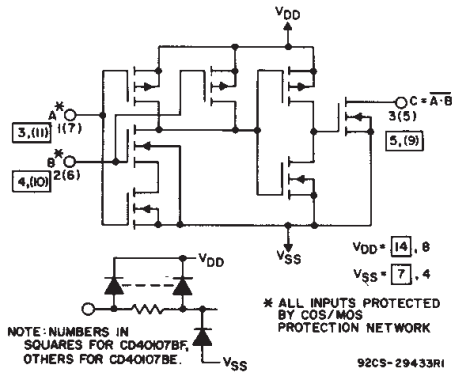 VDD
A*
1(7)
3,(11)
B*
2(6)
4,(10)
C = A·B
3(5)
5,(9)
VSS
VDD = 14, 8
VSS = 7, 4
VDD
* ALL INPUTS PROTECTED
BY COS/MOS
PROTECTION NETWORK
NOTE: NUMBERS IN
SQUARES FOR CD40107BF,
OTHERS FOR CD40107BE.
VSS
92CS-29433R1